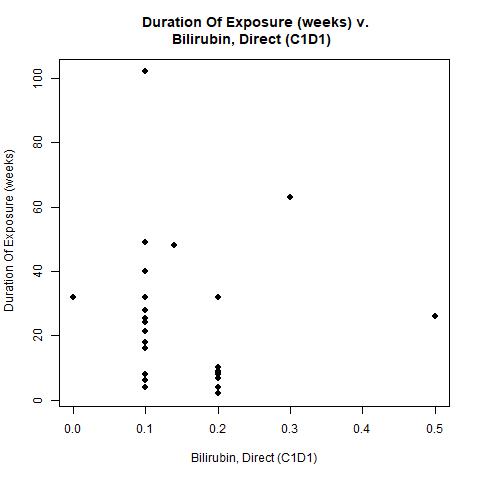 Duration Of Exposure (weeks) v.
Bilirubin, Direct (C1D1)
Duration Of Exposure (weeks)
100
80
60
40
20
0
0.0 0.1 0.2 0.3 0.4 0.5
Bilirubin, Direct (C1D1)